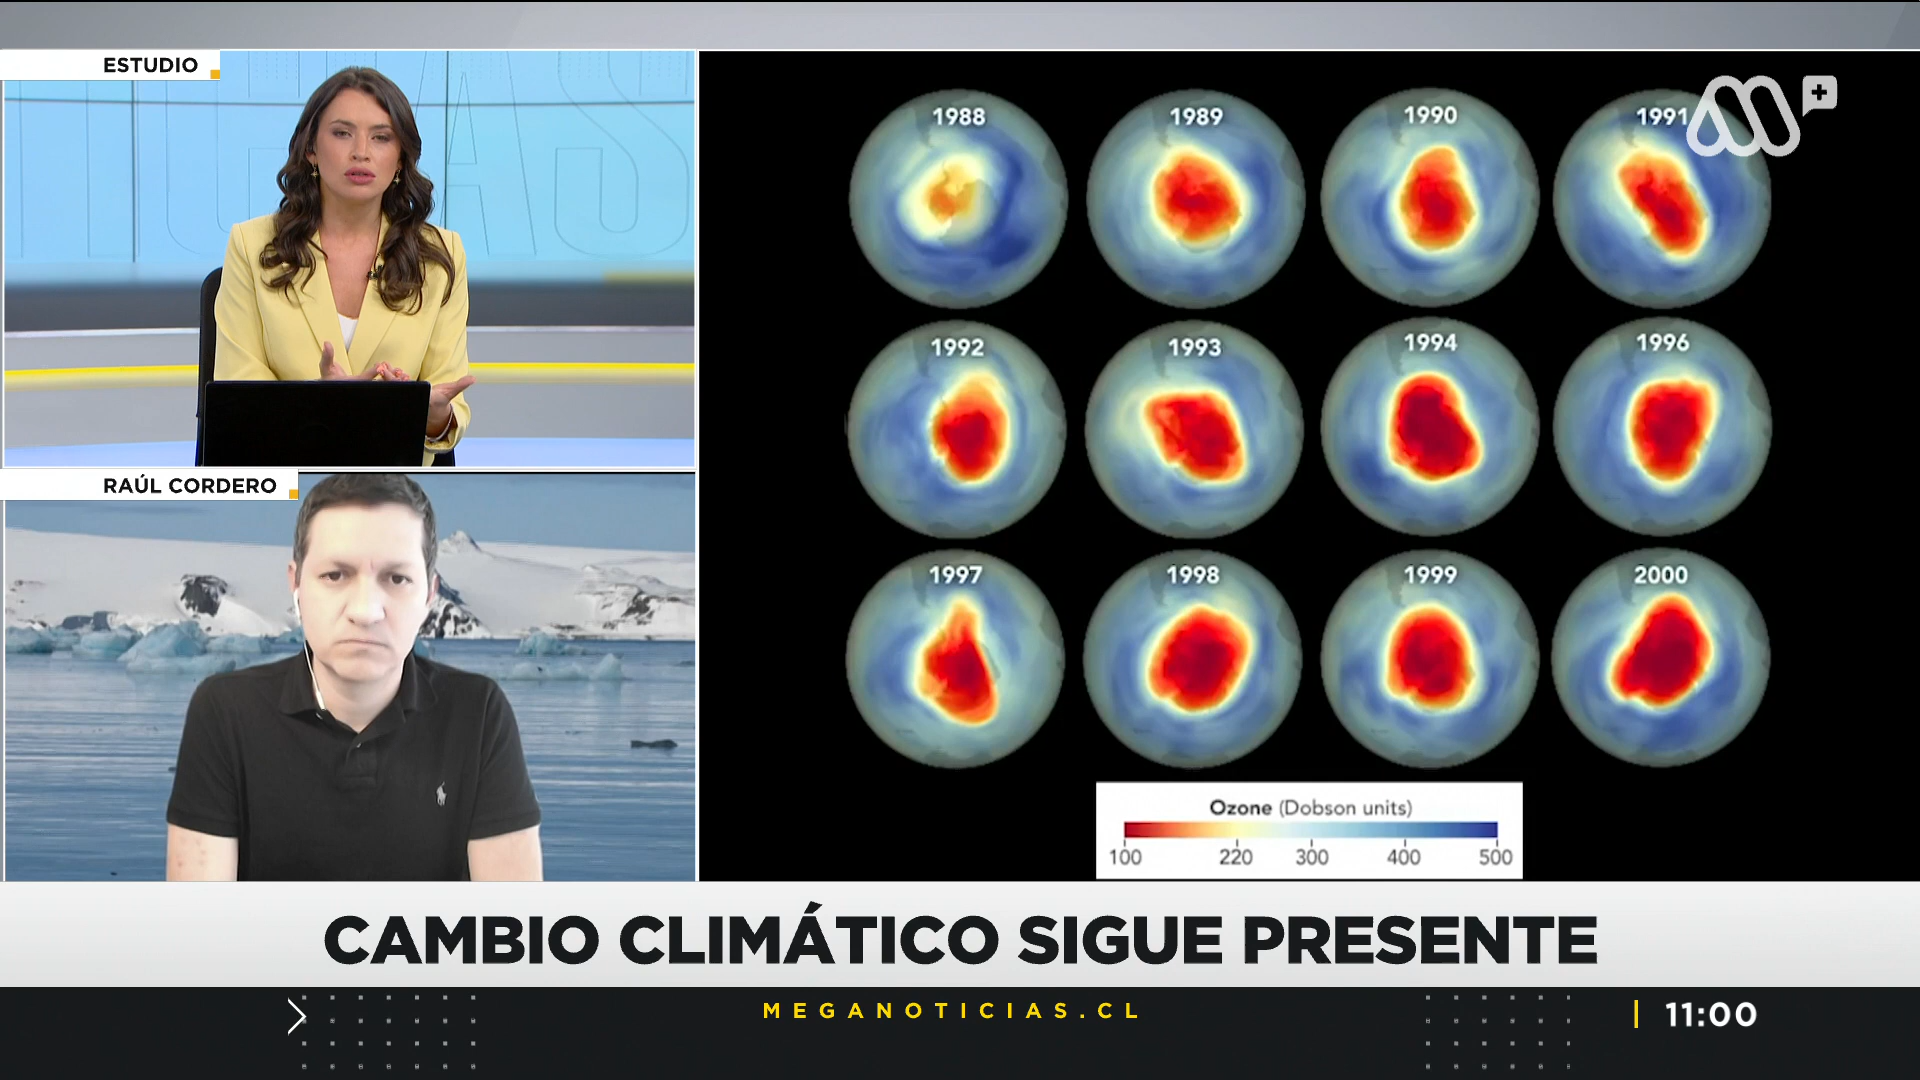 ESTUDIO
RAÚL CORDERO
1988 1989 1990 1991
1992 1993 1994 1996
1997 1998 1999 2000
Ozone (Dobson units)
100 220 300 400 500
CAMBIO CLIMÁTICO SIGUE PRESENTE
MEGANOTICIAS.CL
11:00